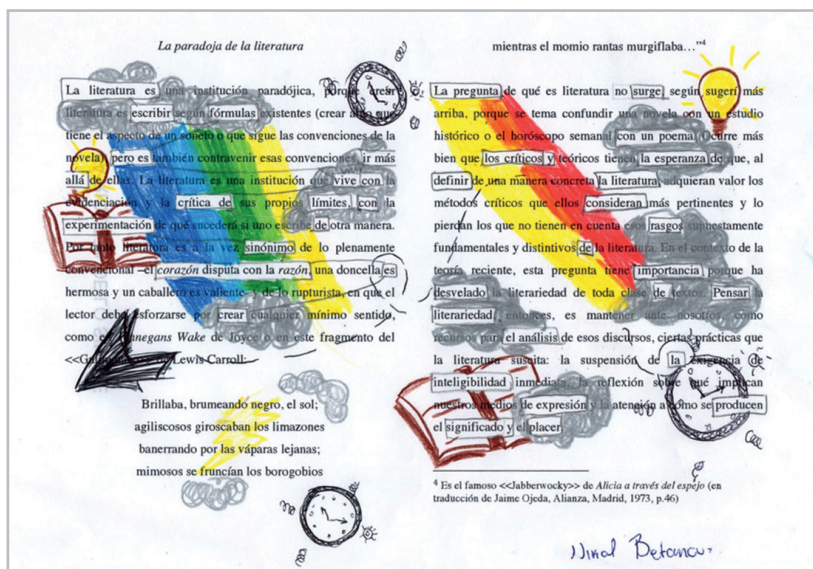 La paradoja de la literatura
La literatura es una institución paradójica, porque crear
literatura es escribir según fórmulas existentes (crear algo que
tiene el aspecto de un soneto o que sigue las convenciones de la
novela), pero es también contravenir esas convenciones, ir más
allá de ellas. La literatura es una institución que vive con la
evidenciación y la crítica de sus propios límites, con la
experimentación de qué sucederá si uno escribe de otra manera.
Por tanto literatura es a la vez sinónimo de lo plenamente
convencional –el corazón disputa con la razón, una doncella es
hermosa y un caballero es valiente– y de lo rupturista, en que el
lector debe esforzarse por crear cualquier mínimo sentido,
como en Finnegans Wake de Joyce o en este fragmento del
de Lewis Carroll:
Brillaba, brumeando negro, el sol;
agiliscosos giroscaban los limazones
banerrando por las váparas lejanas;
mimosos se fruncían los borogobios
mientras el momio rantas murgiflaba…”4
La pregunta de qué es literatura no surge, según sugerí más
arriba, porque se tema confundir una novela con un estudio
histórico o el horóscopo semanal con un poema. Ocurre más
bien que los críticos y teóricos tienen la esperanza de que, al
definir de una manera concreta la literatura, adquieran valor los
métodos críticos que ellos consideran más pertinentes y lo
pierdan los que no tienen en cuenta esos rasgos supuestamente
fundamentales y distintivos de la literatura. En el contexto de la
teoría reciente, esta pregunta tiene importancia porque ha
desvelado la literariedad de toda clase de textos. Pensar la
literariedad, entonces, es mantener ante nosotros, como
recursos para el análisis de esos discursos, ciertas prácticas que
la literatura suscita: la suspensión de la exigencia de
inteligibilidad inmediata, la reflexión sobre qué implican
nuestros medios de expresión y la atención a cómo se producen
el significado y el placer.
4 Es el famoso <<Jabberwocky>> de Alicia a través del espejo (en
traducción de Jaime Ojeda, Alianza, Madrid, 1973, p.46)